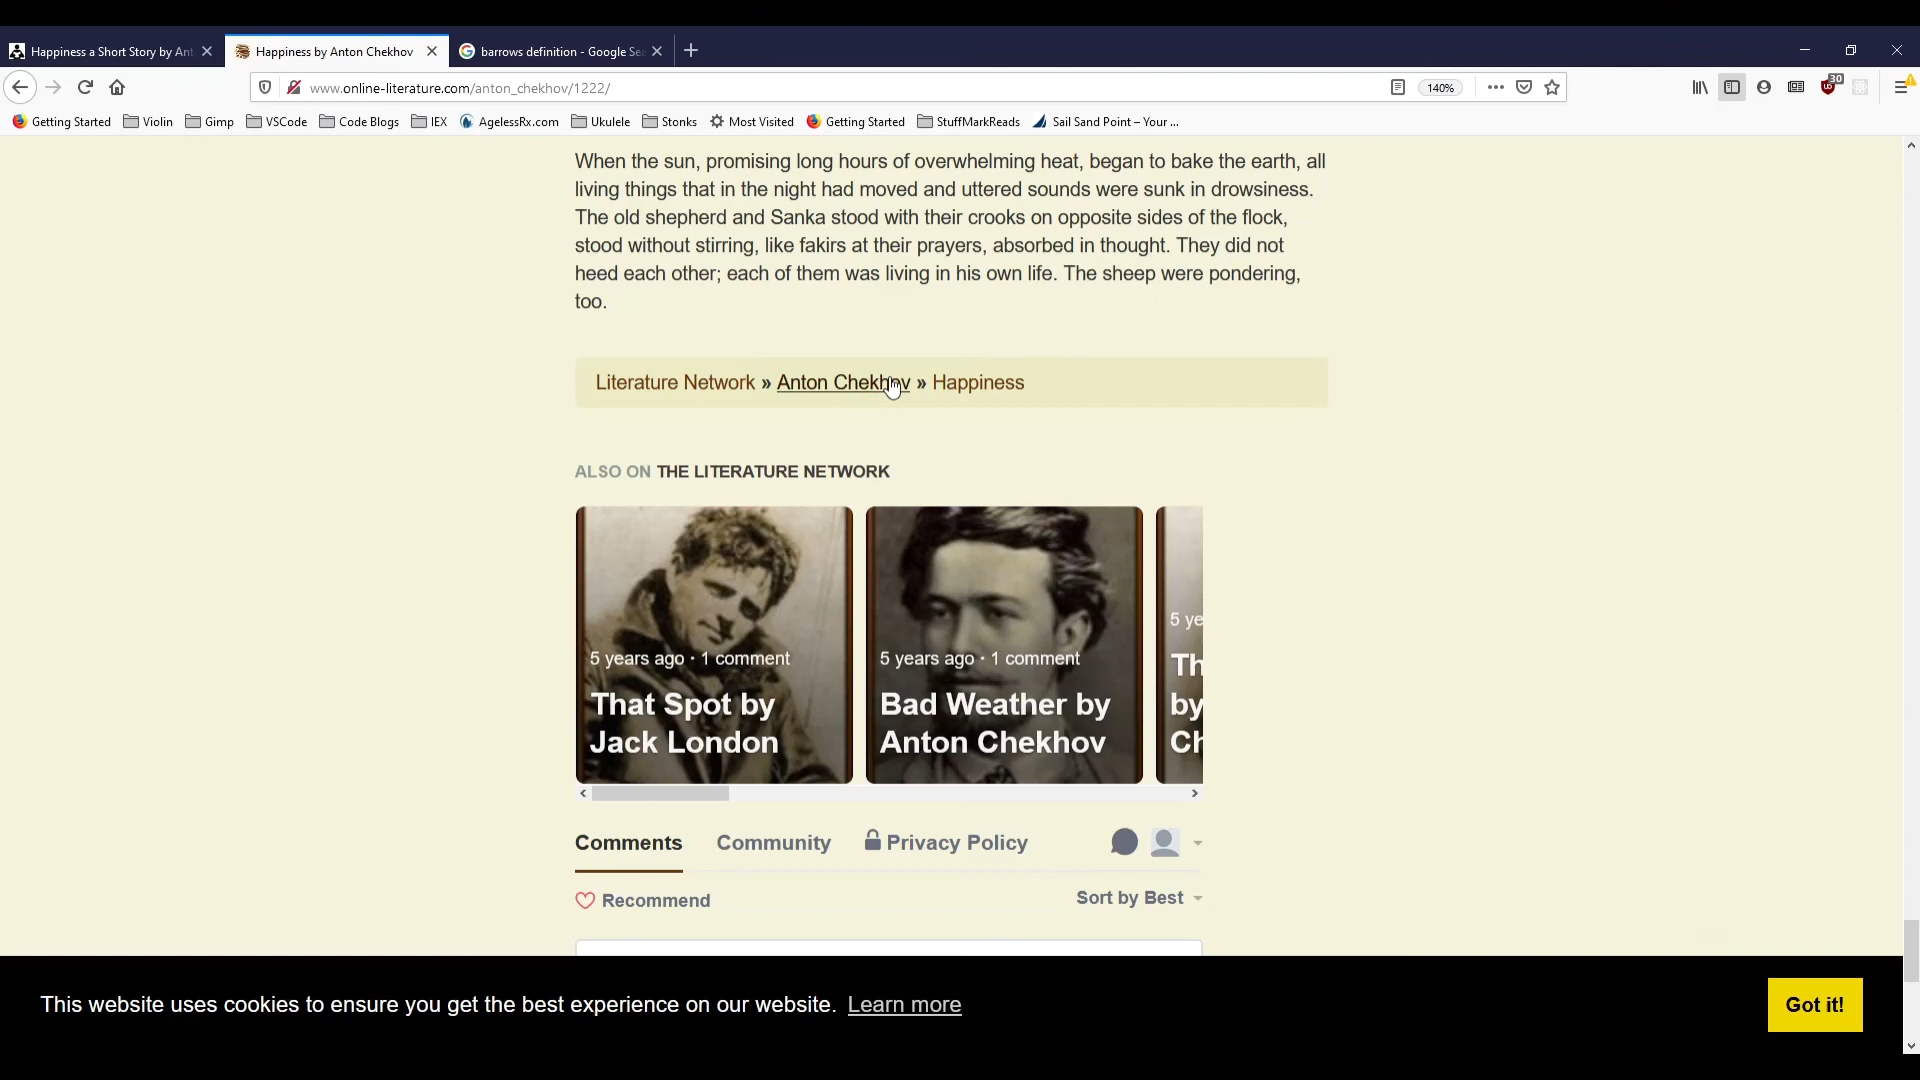 Happiness a Short Story by Ant
Happiness by Anton Chekhov
barrows definition - Google Se
www.online-literature.com/anton_chekhov/1222/
140%
30
Getting Started
Violin
Gimp
VSCode
Code Blogs
IEX
AgelessRx.com
Ukulele
Stonks
Most Visited
Getting Started
StuffMarkReads
Sail Sand Point – Your ...
When the sun, promising long hours of overwhelming heat, began to bake the earth, all
living things that in the night had moved and uttered sounds were sunk in drowsiness.
The old shepherd and Sanka stood with their crooks on opposite sides of the flock,
stood without stirring, like fakirs at their prayers, absorbed in thought. They did not
heed each other; each of them was living in his own life. The sheep were pondering,
too.
Literature Network » Anton Chekhov » Happiness
ALSO ON THE LITERATURE NETWORK
5 years ago · 1 comment
That Spot by
Jack London
5 years ago · 1 comment
Bad Weather by
Anton Chekhov
5 ye
Th
by
Ch
Comments
Community
Privacy Policy
Recommend
Sort by Best
This website uses cookies to ensure you get the best experience on our website. Learn more
Got it!